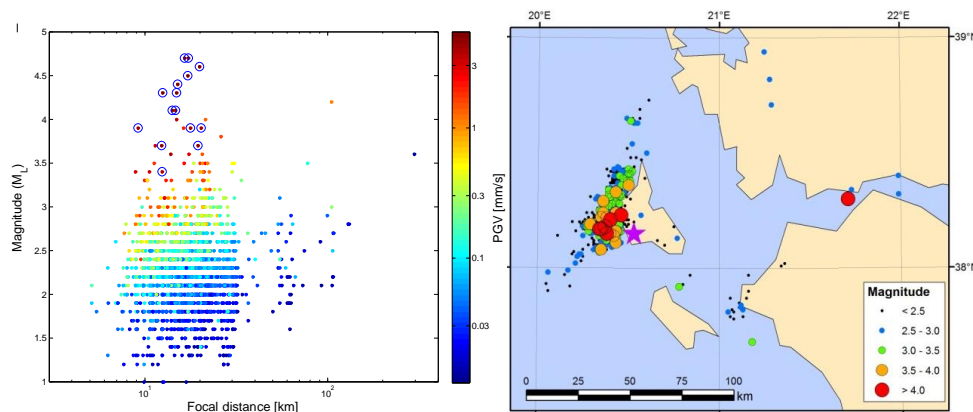 I
5
4.5
4
3.5
3
2.5
2
1.5
1
Magnitude (M_L)
10^1
10^2
Focal distance [km]
3
1
0.3
0.1
0.03
PGV [mm/s]
20°E
21°E
22°E
39°N
38°N
Magnitude
< 2.5
2.5 - 3.0
3.0 - 3.5
3.5 - 4.0
> 4.0
0 25 50 75 100
km